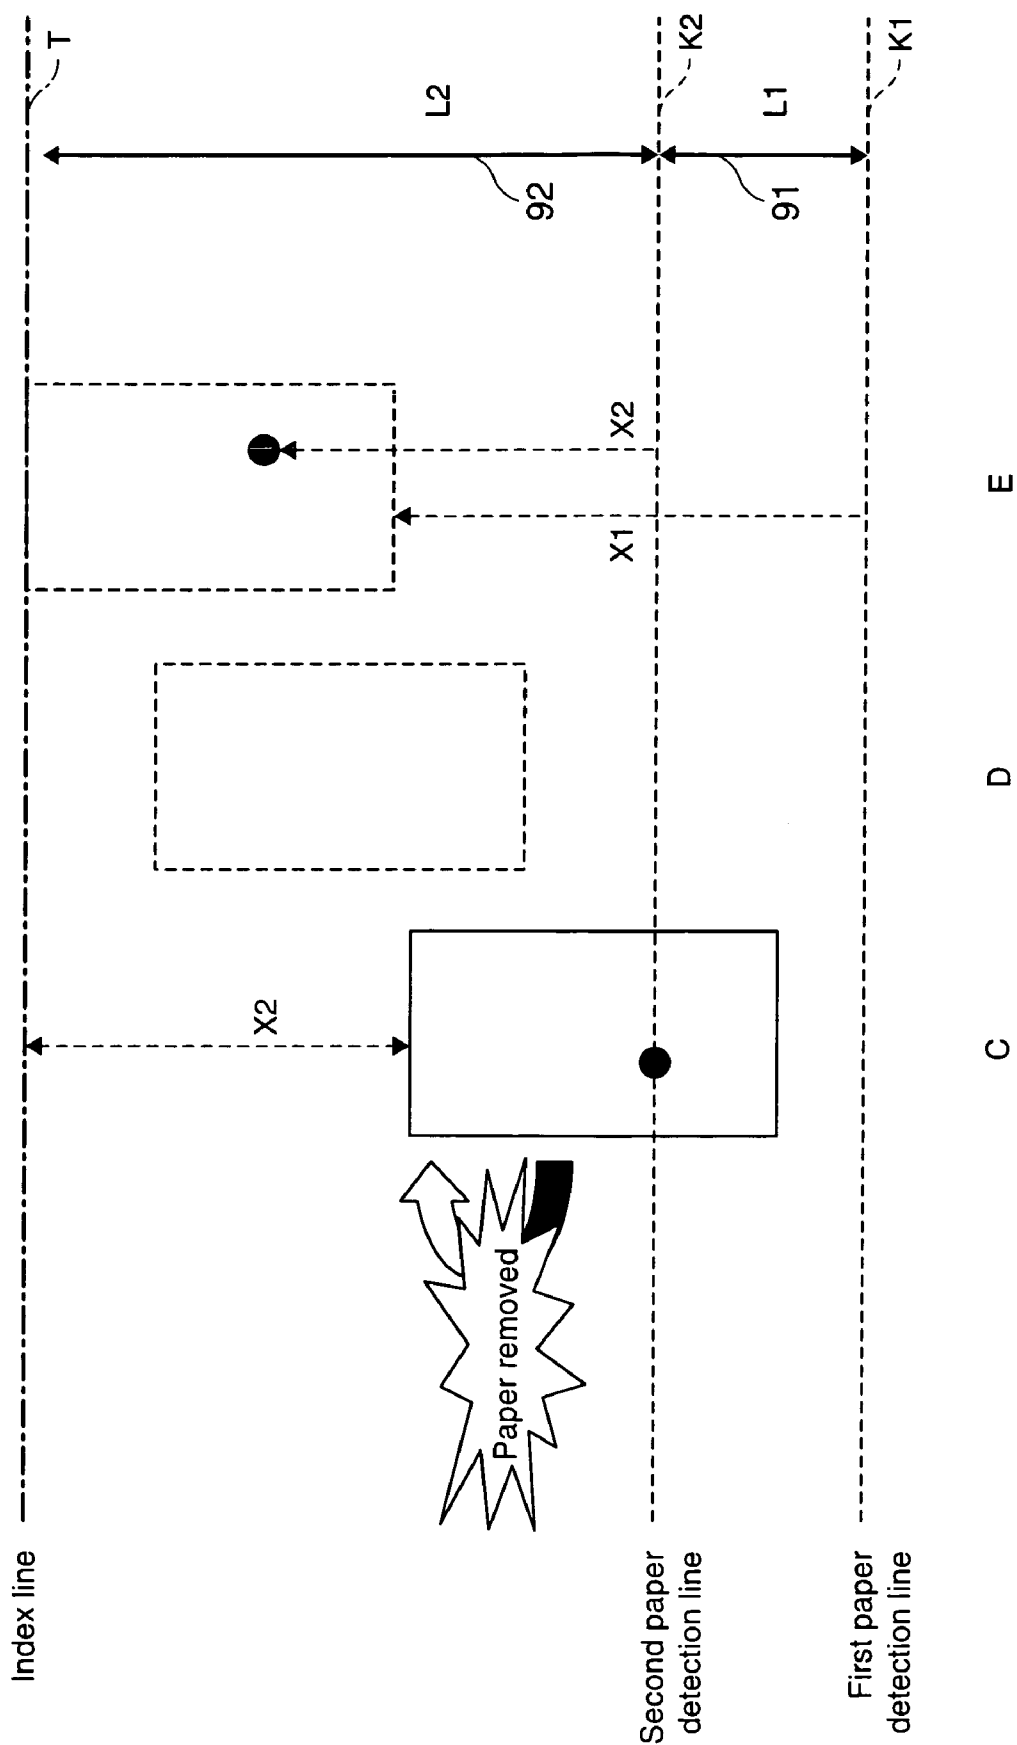 Index line
T
X2
Paper removed
X1
X2
L2
92
Second paper
detection line
K2
L1
91
First paper
detection line
K1
C
D
E